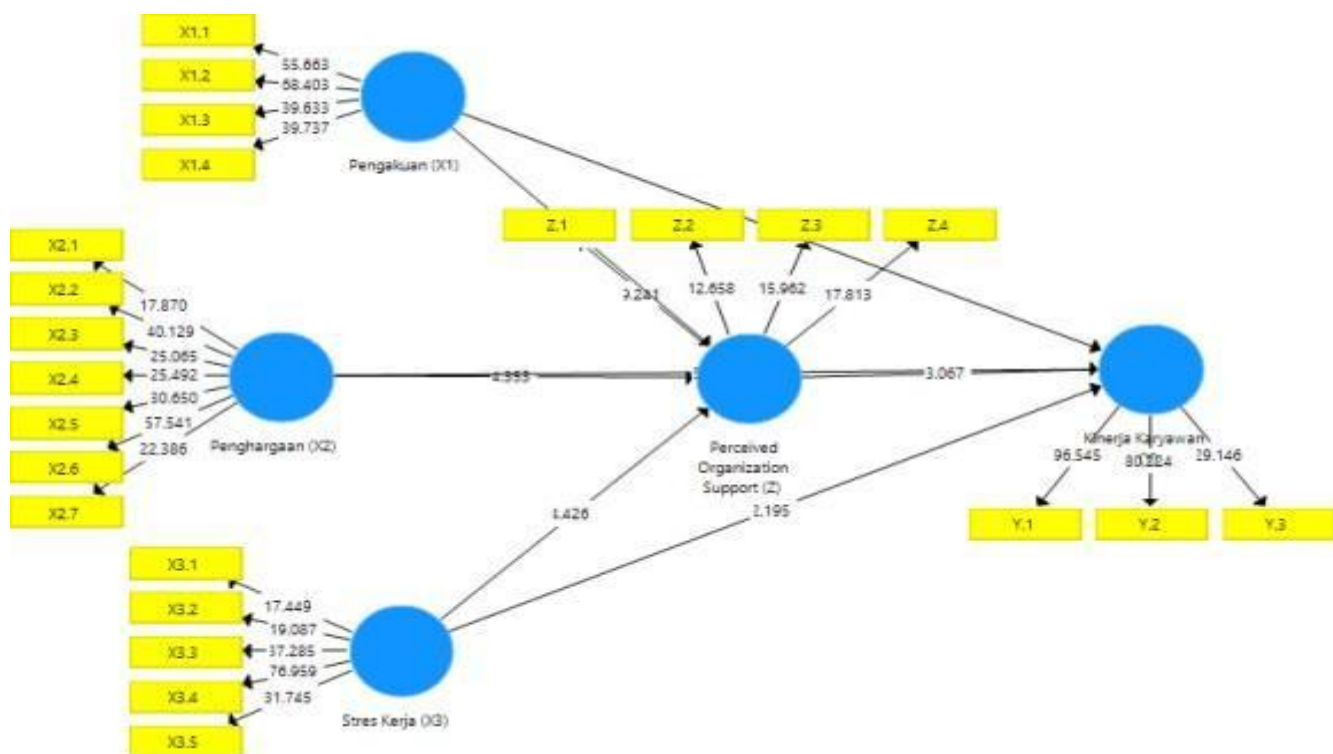 X1.1
X1.2
X1.3
X1.4
55.663
68.403
39.633
39.737
Pengakuan (X1)
Z.1
Z.2
Z.3
Z.4
12.658
15.962
17.813
X2.1
X2.2
X2.3
X2.4
X2.5
X2.6
X2.7
17.870
40.129
25.065
25.492
30.650
57.541
22.386
Penghargaan (X2)
3.067
Perceived
Organization
Support (Z)
Kinerja Karyawan
96.545
29.146
Y.1
Y.2
Y.3
2.195
X3.1
X3.2
X3.3
X3.4
X3.5
17.449
19.087
37.285
76.959
31.745
Stres Kerja (X3)